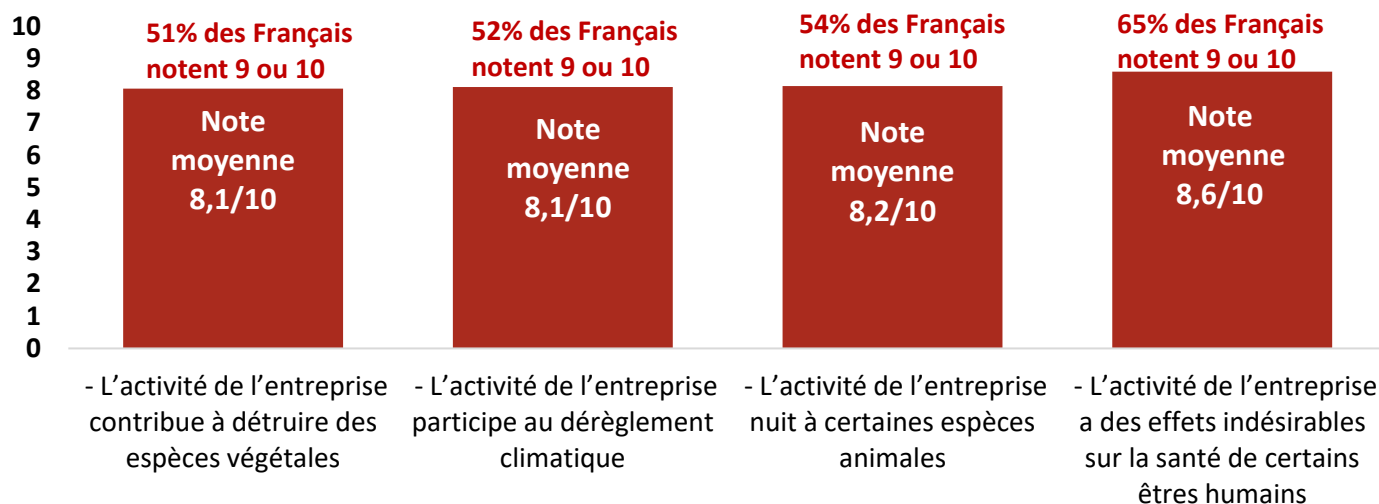 10
9
8
7
6
5
4
3
2
1
0
51% des Français
notent 9 ou 10
52% des Français
notent 9 ou 10
54% des Français
notent 9 ou 10
65% des Français
notent 9 ou 10
Note
moyenne
8,1/10
Note
moyenne
8,1/10
Note
moyenne
8,2/10
Note
moyenne
8,6/10
- L’activité de l’entreprise
contribue à détruire des
espèces végétales
- L’activité de l’entreprise
participe au dérèglement
climatique
- L’activité de l’entreprise
nuit à certaines espèces
animales
- L’activité de l’entreprise
a des effets indésirables
sur la santé de certains
êtres humains